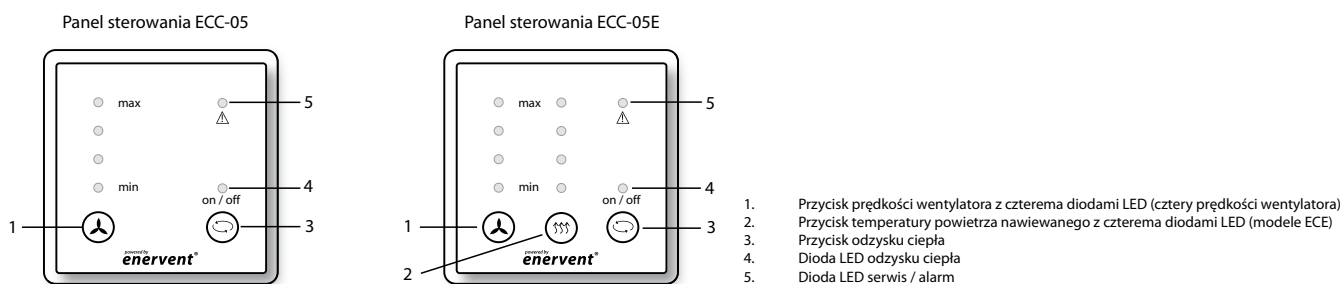 Panel sterowania ECC-05
max
min
5
4
on / off
3
1
powered by
enervent®
Panel sterowania ECC-05E
max
min
5
4
on / off
3
1
2
powered by
enervent®
1. Przycisk prędkości wentylatora z czterema diodami LED (cztery prędkości wentylatora)
2. Przycisk temperatury powietrza nawiewanego z czterema diodami LED (modele ECE)
3. Przycisk odzysku ciepła
4. Dioda LED odzysku ciepła
5. Dioda LED serwis / alarm